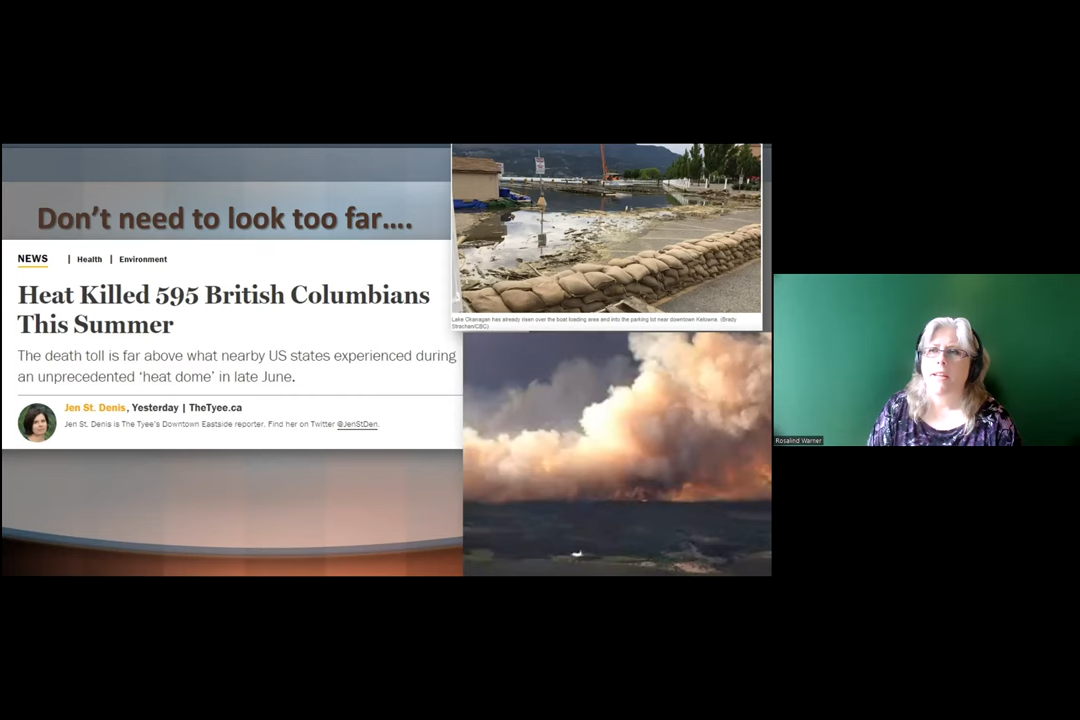 Don't need to look too far....
NEWS | Health | Environment
Heat Killed 595 British Columbians
This Summer
The death toll is far above what nearby US states experienced during
an unprecedented ‘heat dome’ in late June.
Jen St. Denis, Yesterday | TheTyee.ca
Jen St. Denis is The Tyee's Downtown Eastside reporter. Find her on Twitter @JenStDen.
Lake Okanagan has already risen over the boat loading area and into the parking lot near downtown Kelowna. (Brady
Strachan/CBC)
Rosalind Warner